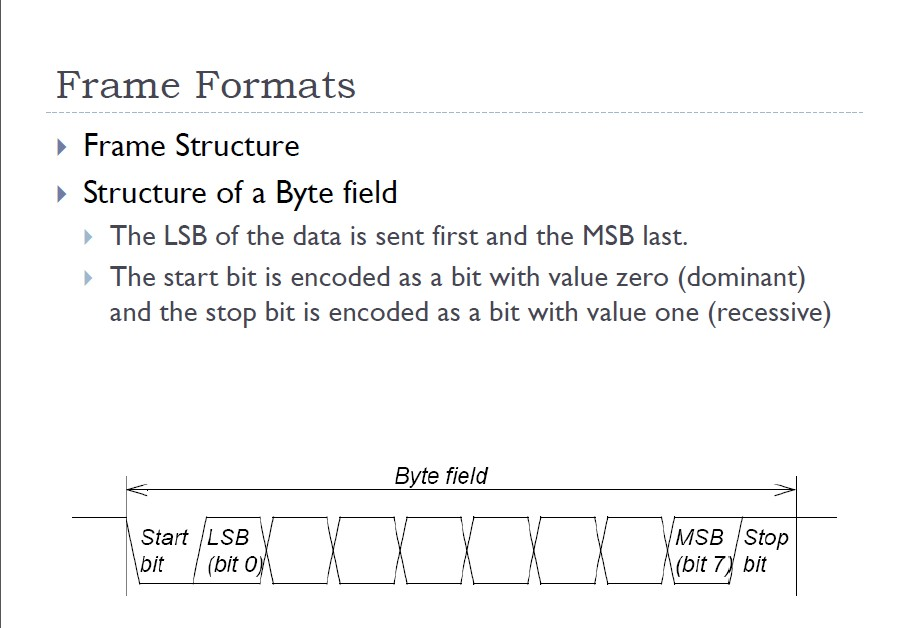 Frame Formats
Frame Structure
Structure of a Byte field
The LSB of the data is sent first and the MSB last.
The start bit is encoded as a bit with value zero (dominant)
and the stop bit is encoded as a bit with value one (recessive)
Byte field
Start bit
LSB (bit 0)
MSB (bit 7)
Stop bit